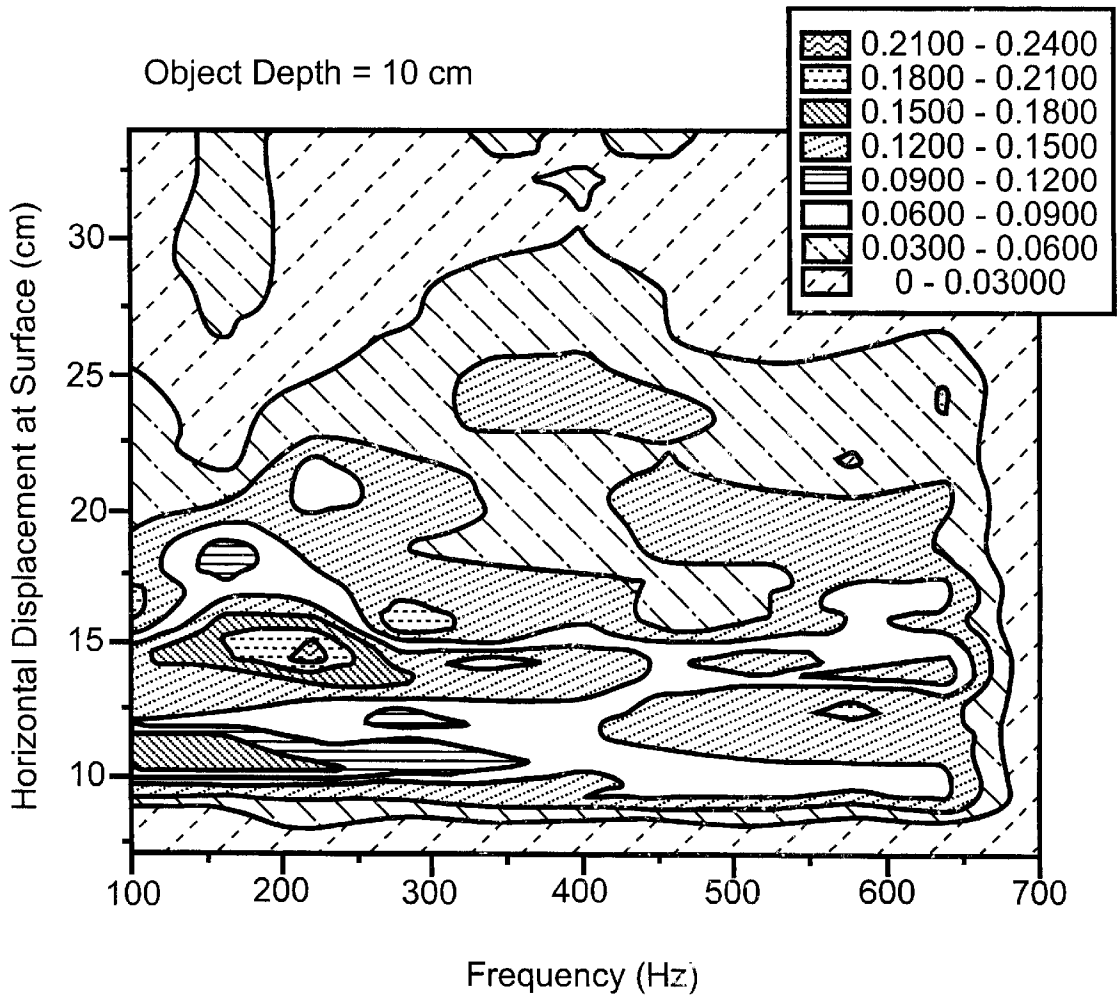 Object Depth = 10 cm
0.2100 - 0.2400
0.1800 - 0.2100
0.1500 - 0.1800
0.1200 - 0.1500
0.0900 - 0.1200
0.0600 - 0.0900
0.0300 - 0.0600
0 - 0.03000
Horizontal Displacement at Surface (cm)
30
25
20
15
10
100 200 300 400 500 600 700
Frequency (Hz)